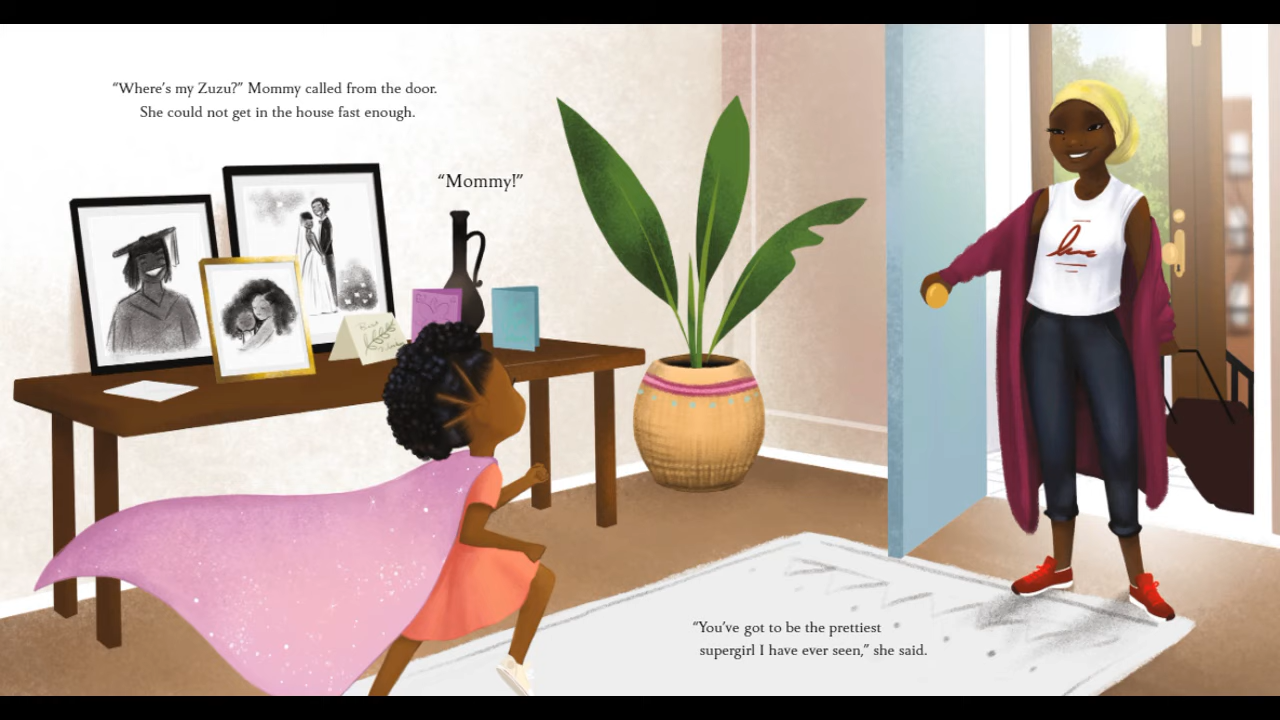 “Where’s my Zuzu?” Mommy called from the door.
She could not get in the house fast enough.
“Mommy!”
“You’ve got to be the prettiest
supergirl I have ever seen,” she said.